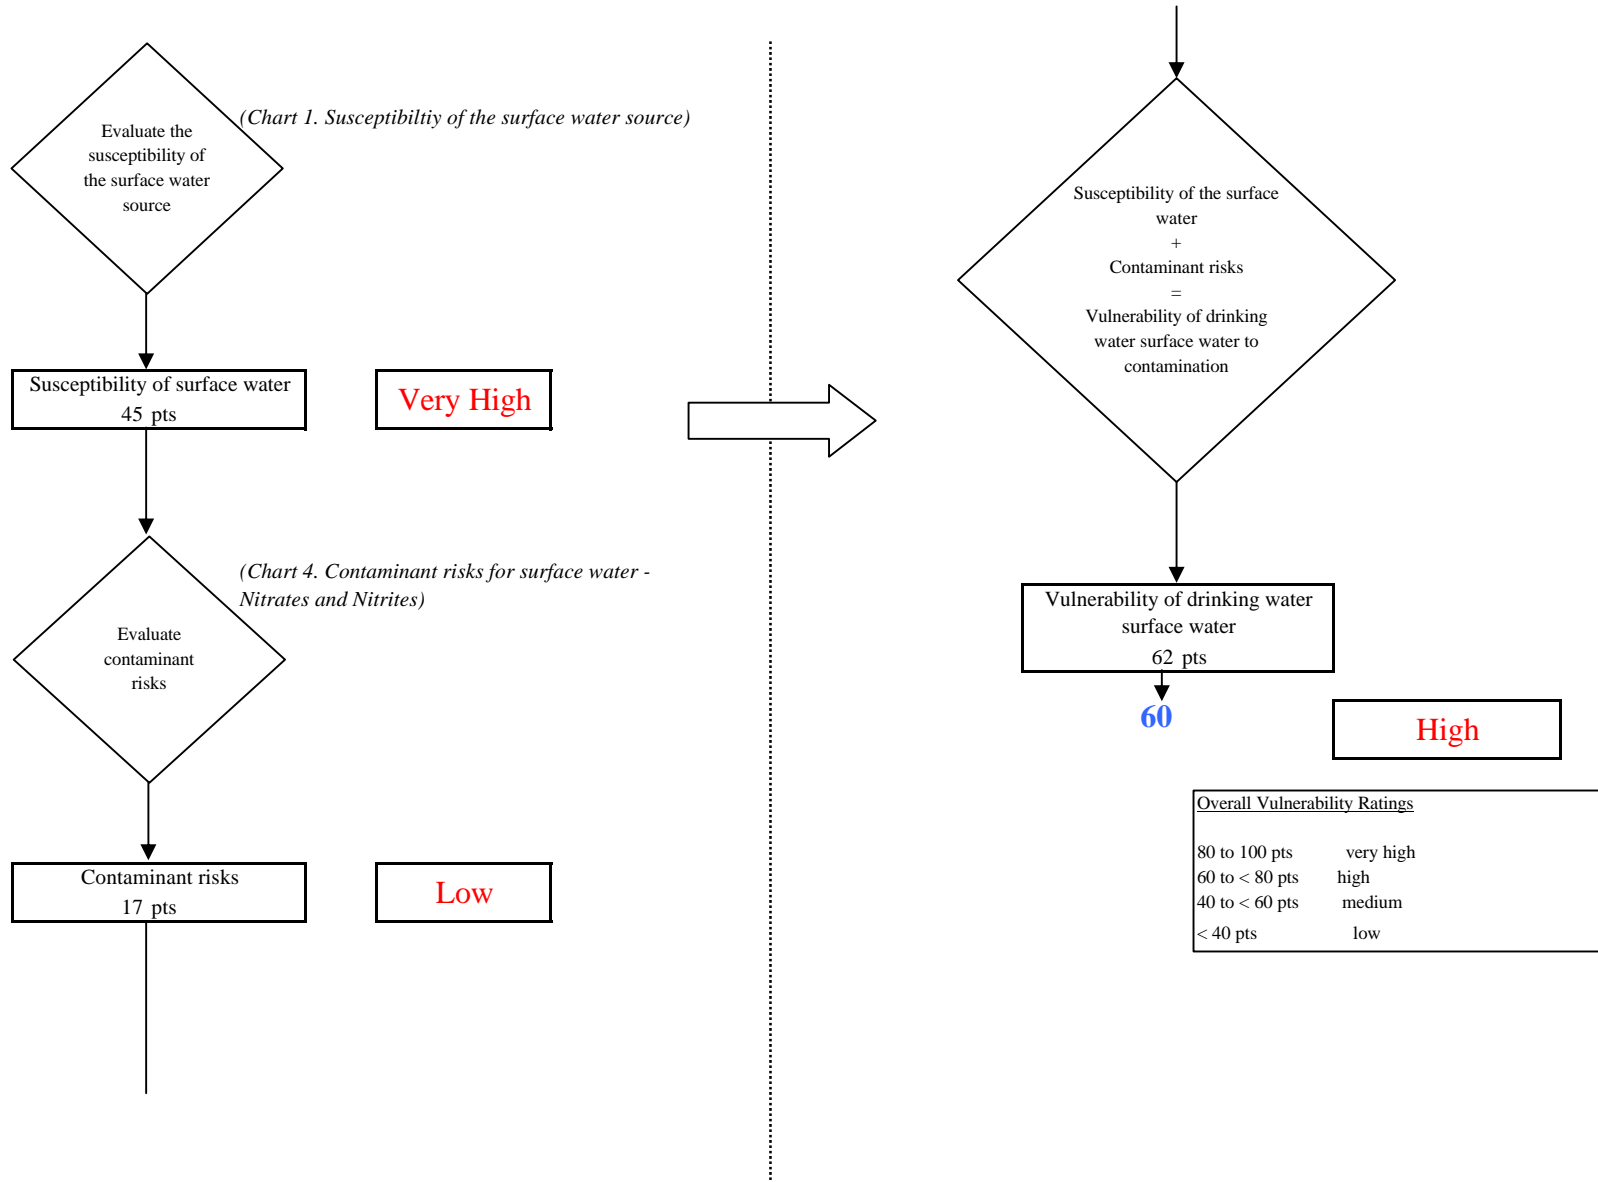 Evaluate the
susceptibility of
the surface water
source
(Chart 1. Susceptibiltiy of the surface water source)
Susceptibility of surface water
45 pts
Very High
(Chart 4. Contaminant risks for surface water -
Nitrates and Nitrites)
Evaluate
contaminant
risks
Contaminant risks
17 pts
Low
Susceptibility of the surface
water
+
Contaminant risks
=
Vulnerability of drinking
water surface water to
contamination
Vulnerability of drinking water
surface water
62 pts
60
High
Overall Vulnerability Ratings
80 to 100 pts very high
60 to < 80 pts high
40 to < 60 pts medium
< 40 pts low